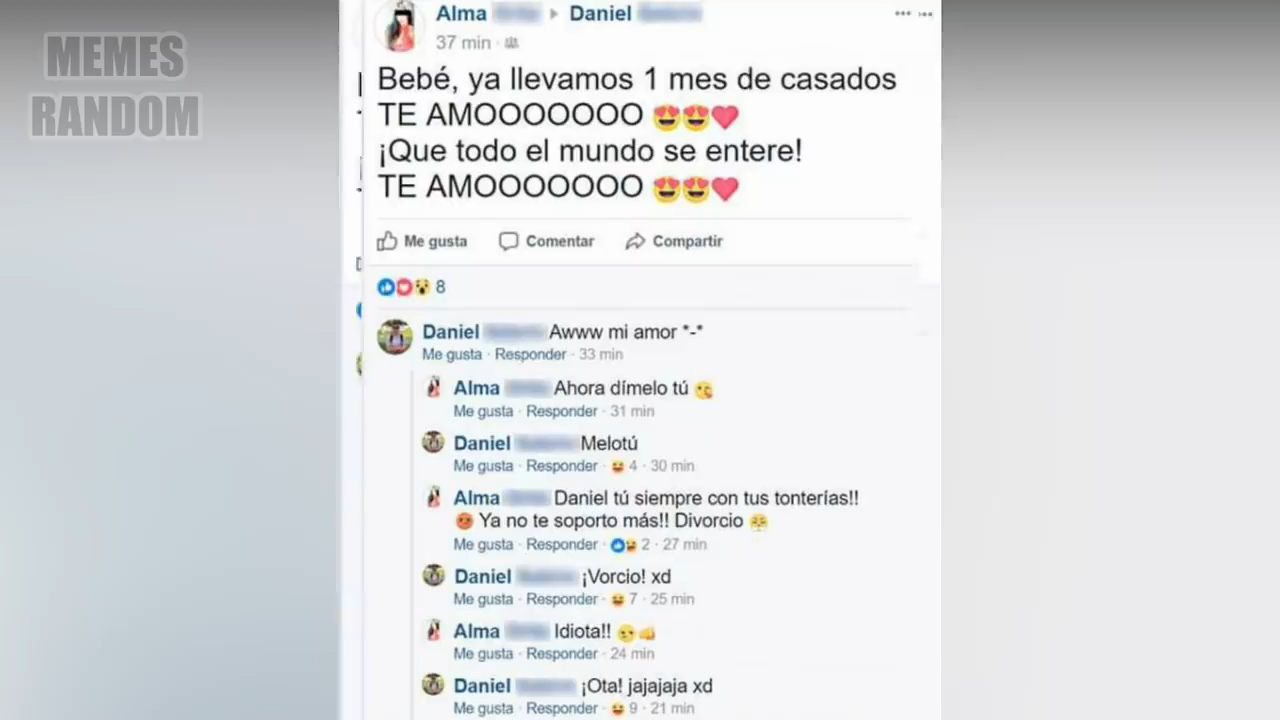 MEMES
RANDOM
Alma ▸ Daniel
37 min ·
Bebé, ya llevamos 1 mes de casados
TE AMOOOOOOO 😍😍❤
¡Que todo el mundo se entere!
TE AMOOOOOOO 😍😍❤
Me gusta Comentar Compartir
8
Daniel Awww mi amor *-*
Me gusta · Responder · 33 min
Alma Ahora dímelo tú 😘
Me gusta · Responder · 31 min
Daniel Melotú
Me gusta · Responder · 😆 4 · 30 min
Alma Daniel tú siempre con tus tonterías!!
😡 Ya no te soporto más!! Divorcio 😤
Me gusta · Responder · 👍😆 2 · 27 min
Daniel ¡Vorcio! xd
Me gusta · Responder · 😆 7 · 25 min
Alma Idiota!! 😢👊
Me gusta · Responder · 24 min
Daniel ¡Ota! jajajaja xd
Me gusta · Responder · 😆 9 · 21 min